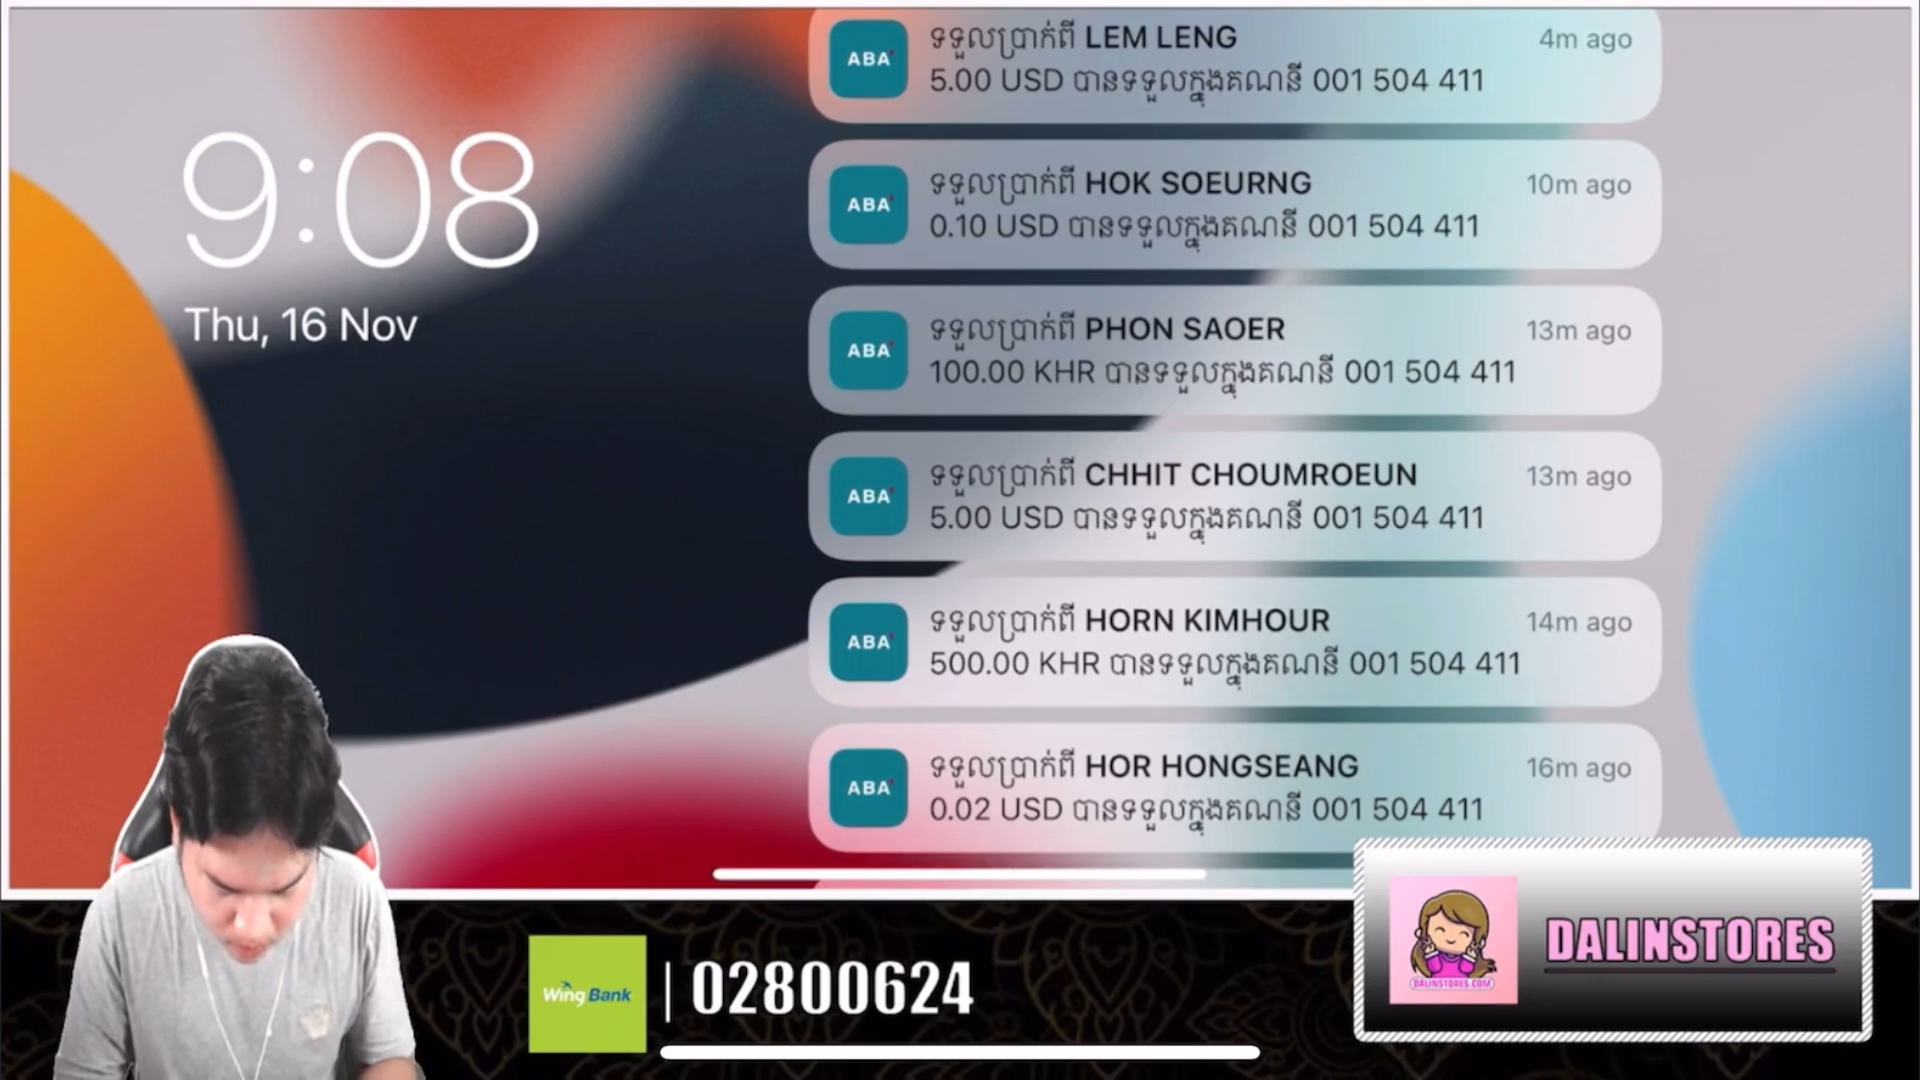 9:08
Thu, 16 Nov
ABA'
ទទួលប្រាក់ពី LEM LENG
4m ago
5.00 USD បានទទួលក្នុងគណនី 001 504 411
ABA'
ទទួលប្រាក់ពី HOK SOEURNG
10m ago
0.10 USD បានទទួលក្នុងគណនី 001 504 411
ABA'
ទទួលប្រាក់ពី PHON SAOER
13m ago
100.00 KHR បានទទួលក្នុងគណនី 001 504 411
ABA'
ទទួលប្រាក់ពី CHHIT CHOUMROEUN
13m ago
5.00 USD បានទទួលក្នុងគណនី 001 504 411
ABA'
ទទួលប្រាក់ពី HORN KIMHOUR
14m ago
500.00 KHR បានទទួលក្នុងគណនី 001 504 411
ABA'
ទទួលប្រាក់ពី HOR HONGSEANG
16m ago
0.02 USD បានទទួលក្នុងគណនី 001 504 411
Wing Bank
| 02800624
DALINSTORES.COM
DALINSTORES